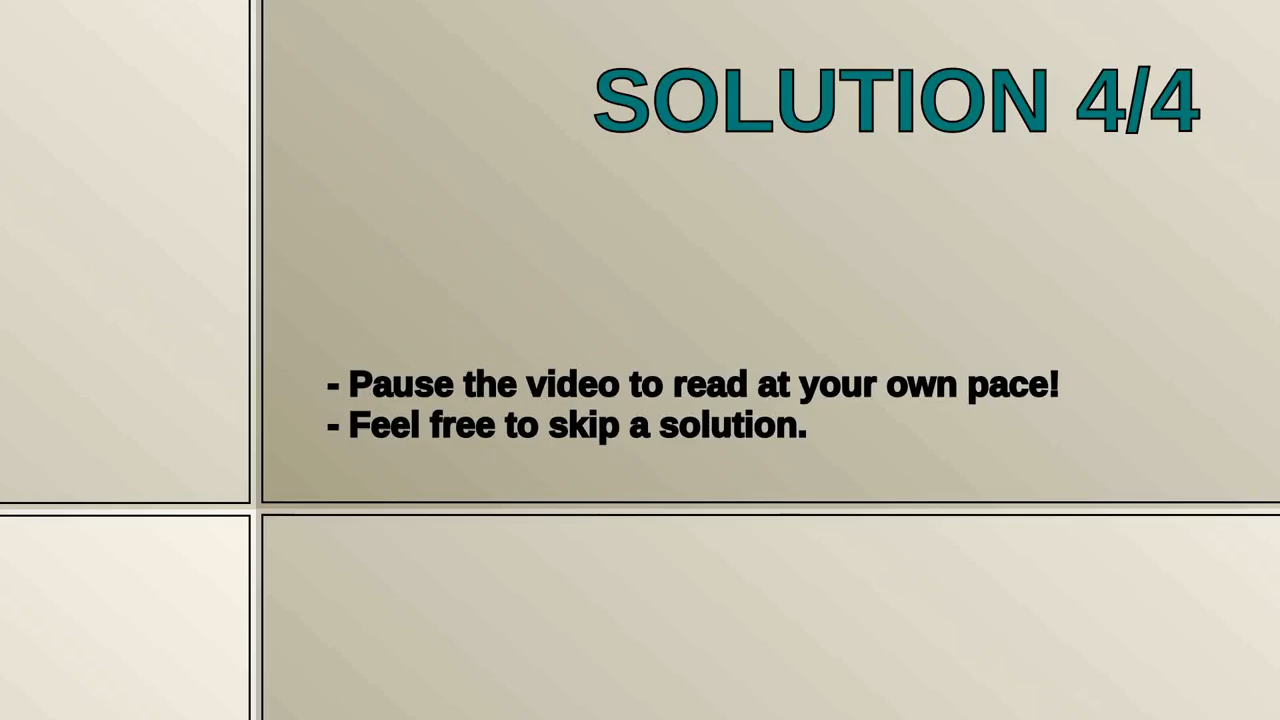 SOLUTION 4/4
- Pause the video to read at your own pace!
- Feel free to skip a solution.